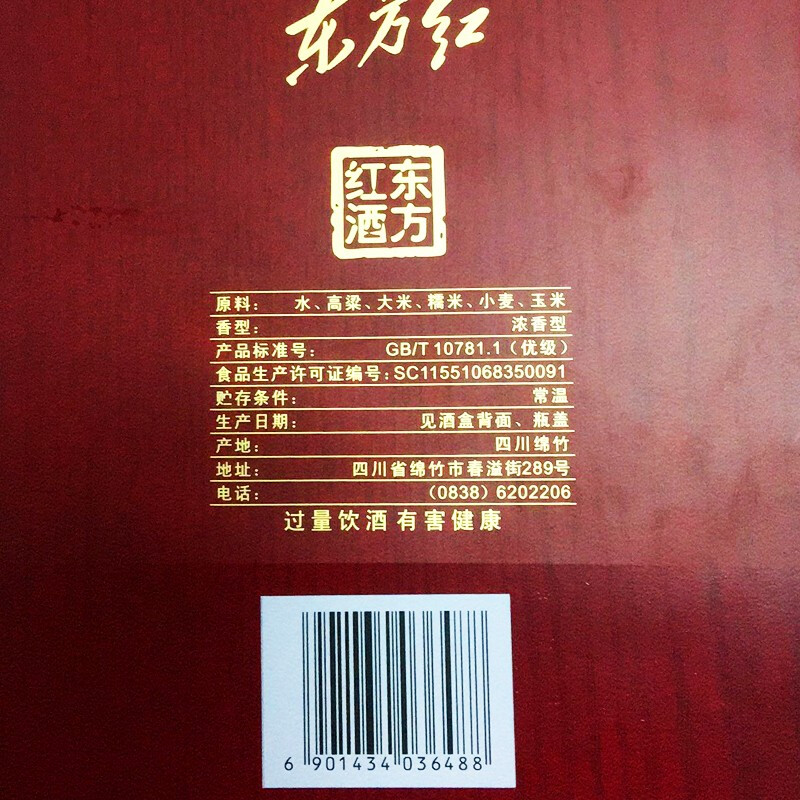 东方红
东方
红酒
原料： 水、高粱、大米、糯米、小麦、玉米
香型： 浓香型
产品标准号： GB/T 10781.1（优级）
食品生产许可证编号：SC11551068350091
贮存条件： 常温
生产日期： 见酒盒背面、瓶盖
产地： 四川绵竹
地址： 四川省绵竹市春溢街289号
电话： （0838）6202206
过量饮酒 有害健康
6 901434 036488